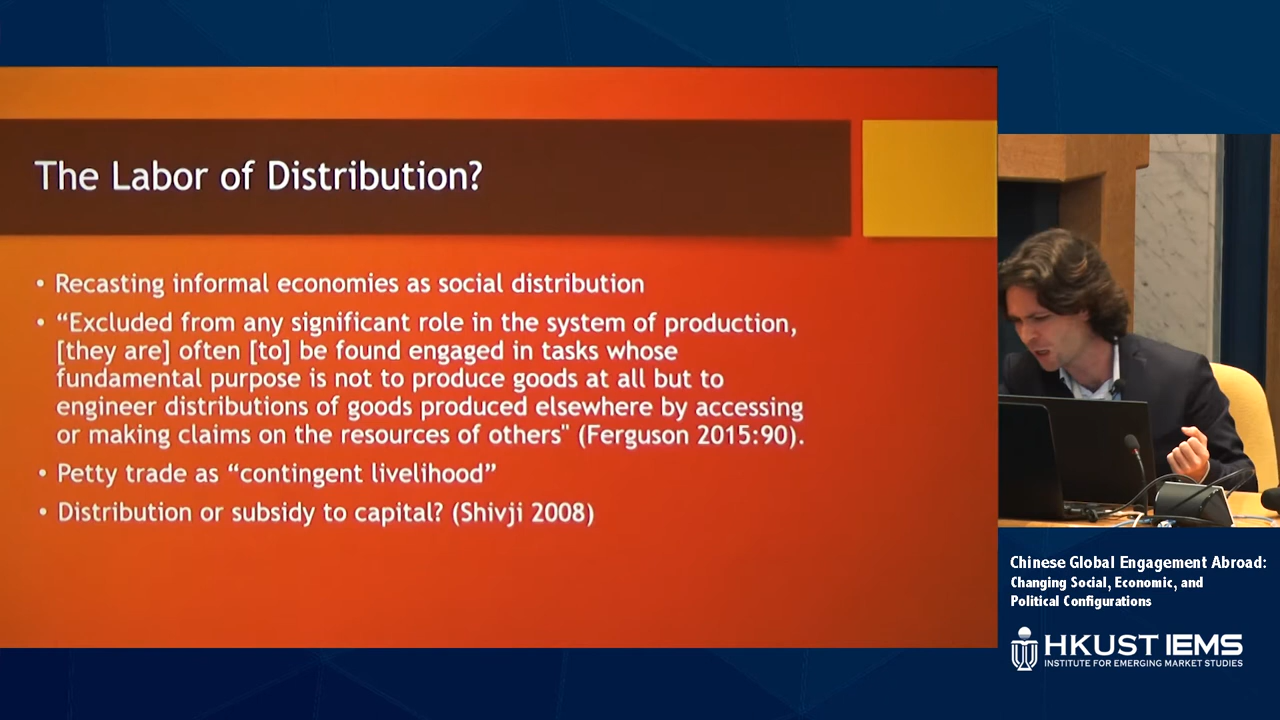 The Labor of Distribution?
• Recasting informal economies as social distribution
• “Excluded from any significant role in the system of production,
[they are] often [to] be found engaged in tasks whose
fundamental purpose is not to produce goods at all but to
engineer distributions of goods produced elsewhere by accessing
or making claims on the resources of others" (Ferguson 2015:90).
• Petty trade as “contingent livelihood”
• Distribution or subsidy to capital? (Shivji 2008)
Chinese Global Engagement Abroad:
Changing Social, Economic, and
Political Configurations
HKUST IEMS
INSTITUTE FOR EMERGING MARKET STUDIES